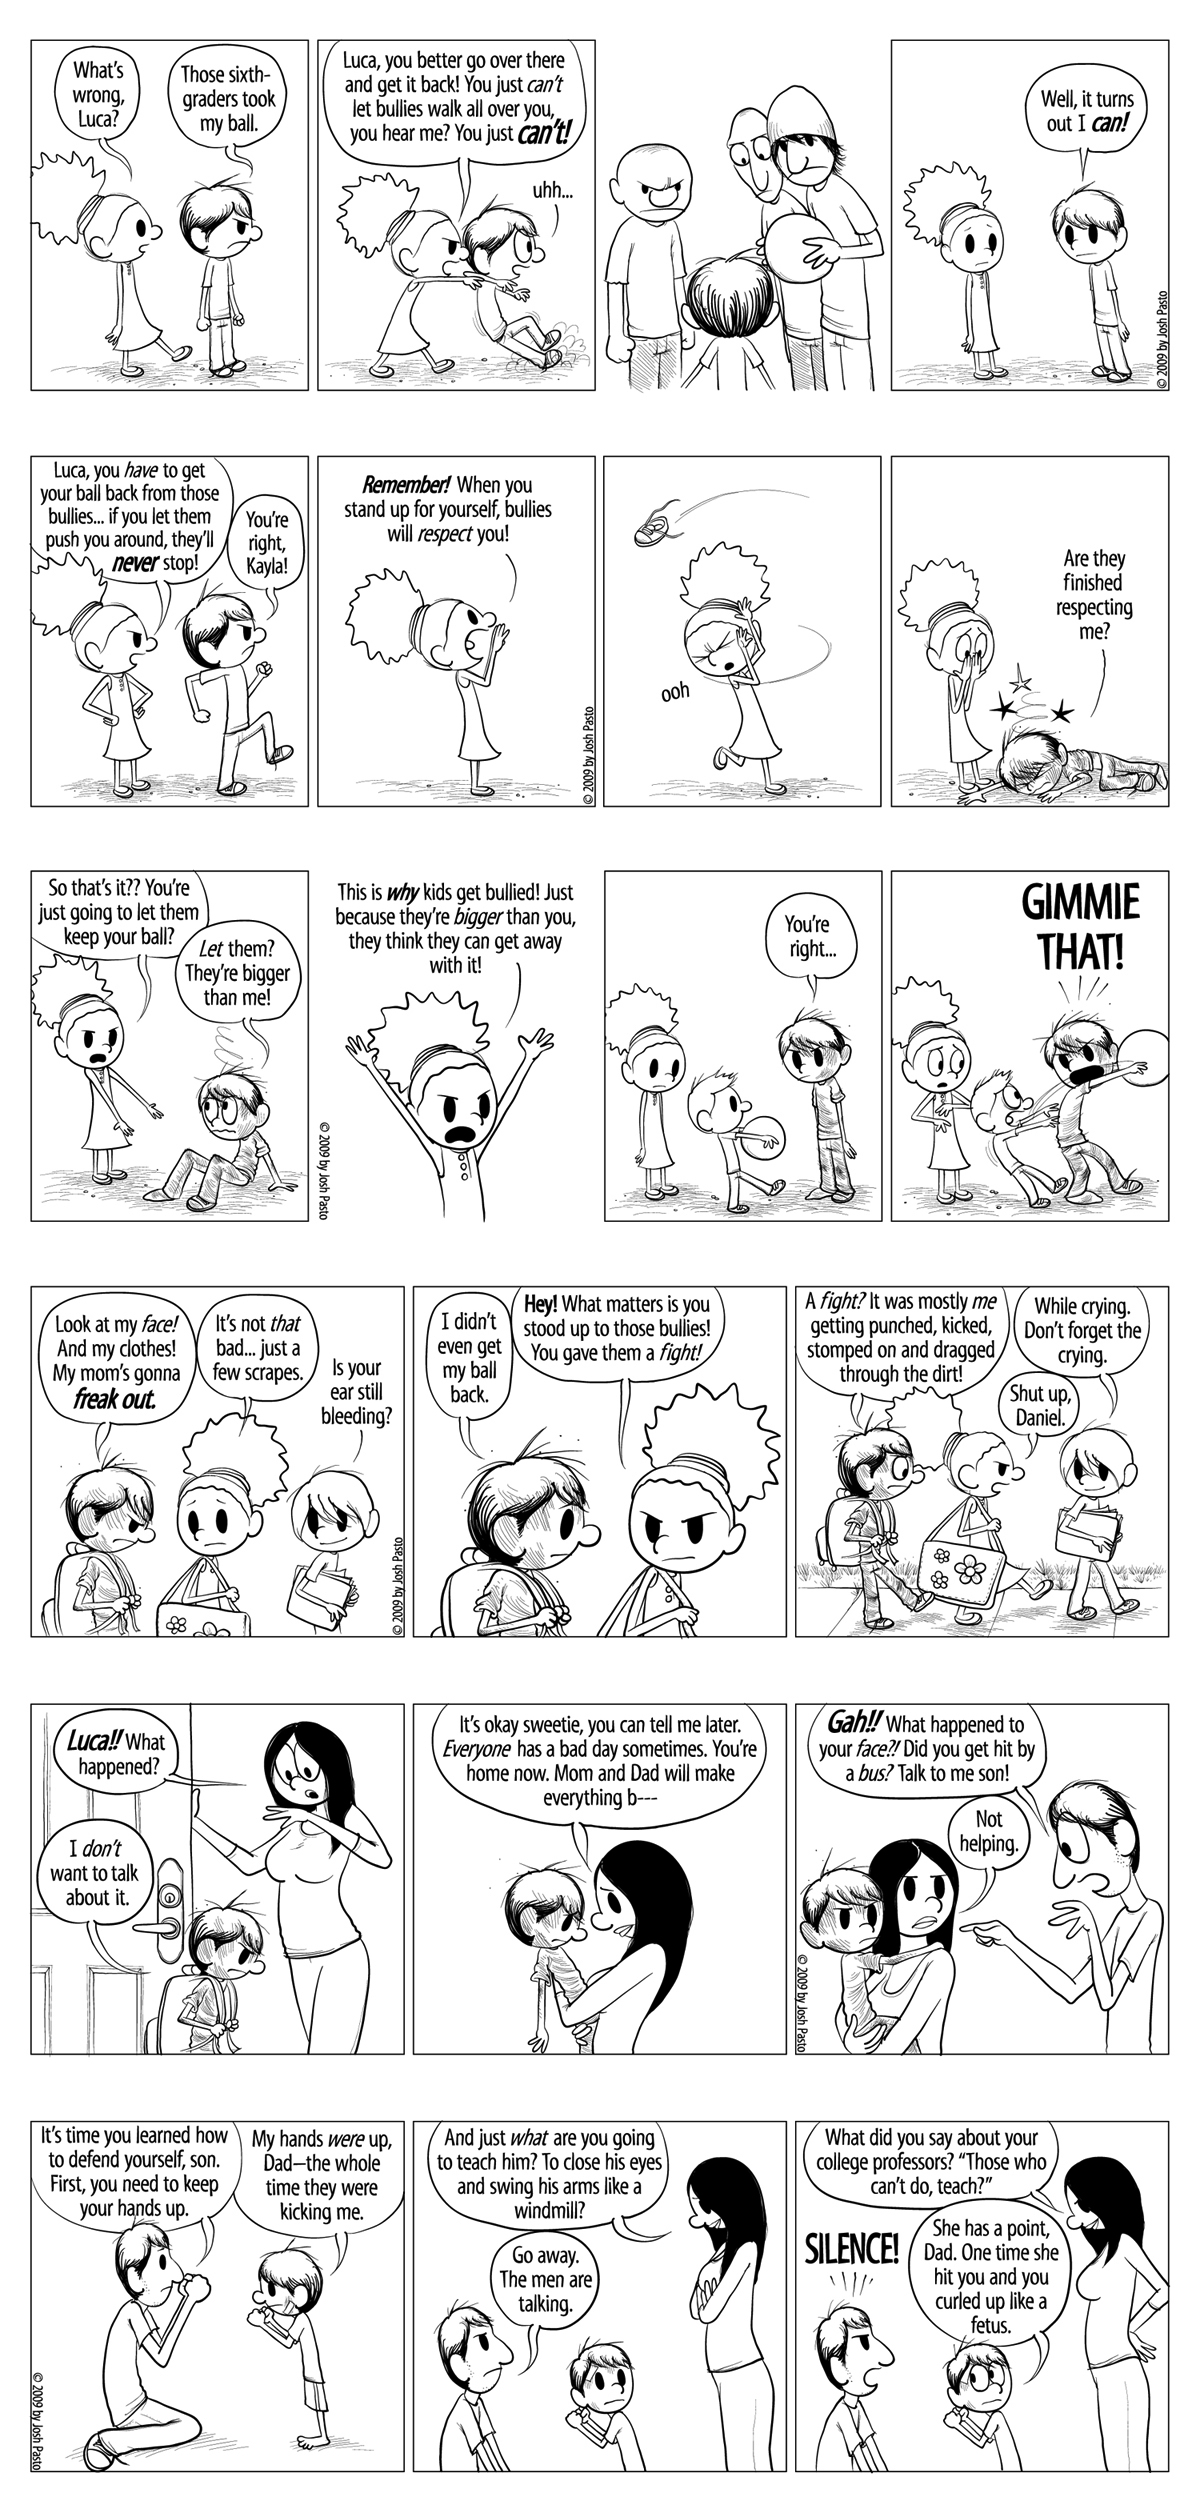 What's
wrong,
Luca?
Those sixth-
graders took
my ball.
Luca, you better go over there
and get it back! You just can't
let bullies walk all over you,
you hear me? You just can't!
uhh...
Well, it turns
out I can!
© 2009 by Josh Pasto
Luca, you have to get
your ball back from those
bullies... if you let them
push you around, they'll
never stop!
You're
right,
Kayla!
Remember! When you
stand up for yourself, bullies
will respect you!
© 2009 by Josh Pasto
ooh
Are they
finished
respecting
me?
So that's it?? You're
just going to let them
keep your ball?
Let them?
They're bigger
than me!
© 2009 by Josh Pasto
This is why kids get bullied! Just
because they're bigger than you,
they think they can get away
with it!
You're
right...
GIMMIE
THAT!
Look at my face!
And my clothes!
My mom's gonna
freak out.
It's not that
bad... just a
few scrapes.
Is your
ear still
bleeding?
© 2009 by Josh Pasto
I didn't
even get
my ball
back.
Hey! What matters is you
stood up to those bullies!
You gave them a fight!
A fight? It was mostly me
getting punched, kicked,
stomped on and dragged
through the dirt!
While crying.
Don't forget the
crying.
Shut up,
Daniel.
Luca!! What
happened?
I don't
want to talk
about it.
It's okay sweetie, you can tell me later.
Everyone has a bad day sometimes. You're
home now. Mom and Dad will make
everything b---
Gah!! What happened to
your face?! Did you get hit by
a bus? Talk to me son!
Not
helping.
© 2009 by Josh Pasto
It's time you learned how
to defend yourself, son.
First, you need to keep
your hands up.
My hands were up,
Dad—the whole
time they were
kicking me.
© 2009 by Josh Pasto
And just what are you going
to teach him? To close his eyes
and swing his arms like a
windmill?
Go away.
The men are
talking.
What did you say about your
college professors? "Those who
can't do, teach?"
SILENCE!
She has a point,
Dad. One time she
hit you and you
curled up like a
fetus.